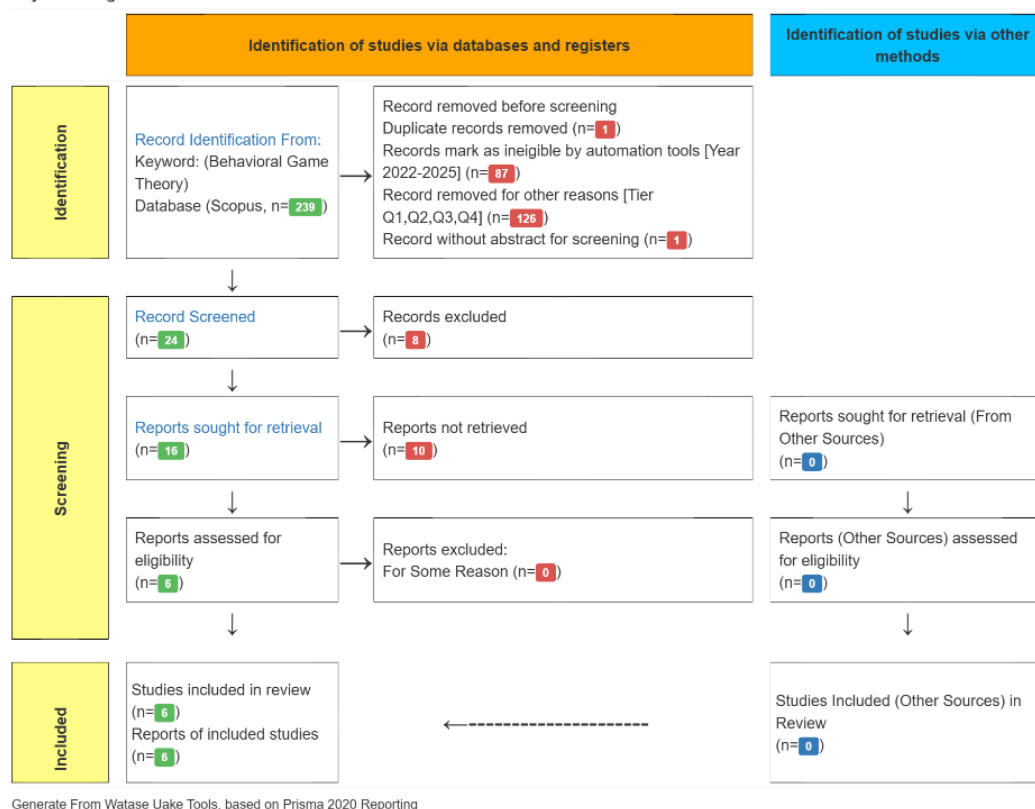 Identification of studies via databases and registers
Identification of studies via other
methods
Identification
Record Identification From:
Keyword: (Behavioral Game
Theory)
Database (Scopus, n=239)
Record removed before screening
Duplicate records removed (n=1)
Records mark as ineigible by automation tools [Year
2022-2025] (n=87)
Record removed for other reasons [Tier
Q1,Q2,Q3,Q4] (n=126)
Record without abstract for screening (n=1)
Screening
Record Screened
(n=24)
Records excluded
(n=8)
Reports sought for retrieval
(n=16)
Reports not retrieved
(n=10)
Reports sought for retrieval (From
Other Sources)
(n=0)
Reports assessed for
eligibility
(n=6)
Reports excluded:
For Some Reason (n=0)
Reports (Other Sources) assessed
for eligibility
(n=0)
Included
Studies included in review
(n=6)
Reports of included studies
(n=6)
Studies Included (Other Sources) in
Review
(n=0)
Generate From Watase Uake Tools, based on Prisma 2020 Reporting